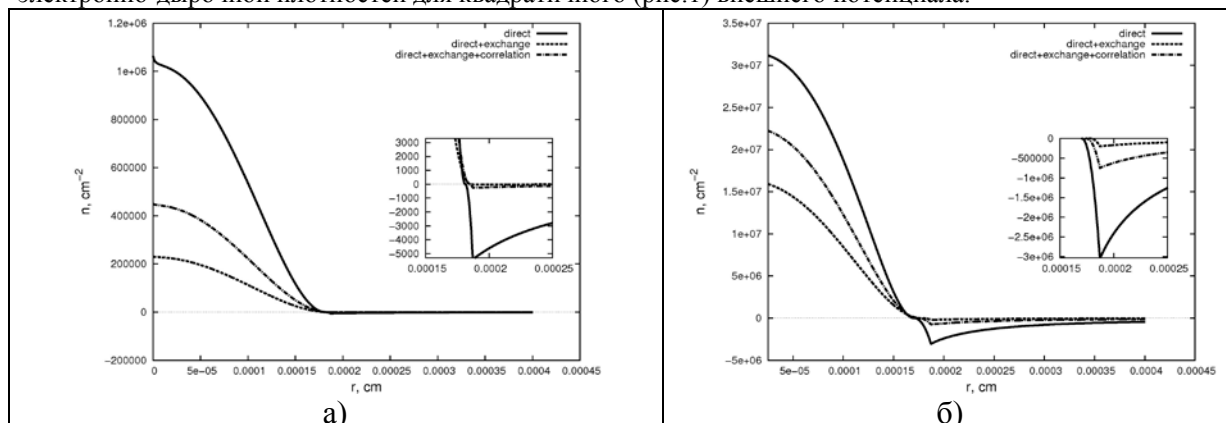 электронно-дырочной плотностей для квадратичного (рис.1) внешнего потенциала.
1.2e+06
1e+06
800000
600000
400000
200000
0
−200000
n, cm-2
0 5e-05 0.0001 0.00015 0.0002 0.00025 0.0003 0.00035 0.0004 0.00045
r, cm
direct
direct+exchange
direct+exchange+correlation
3000
2000
1000
0
−1000
−2000
−3000
−4000
−5000
0.00015 0.0002 0.00025
а)
3.5e+07
3e+07
2.5e+07
2e+07
1.5e+07
1e+07
5e+06
0
−5e+06
n, cm-2
5e-05 0.0001 0.00015 0.0002 0.00025 0.0003 0.00035 0.0004 0.00045
r, cm
direct
direct+exchange
direct+exchange+correlation
0
−500000
−1e+06
−1.5e+06
−2e+06
−2.5e+06
−3e+06
0.00015 0.0002 0.00025
б)